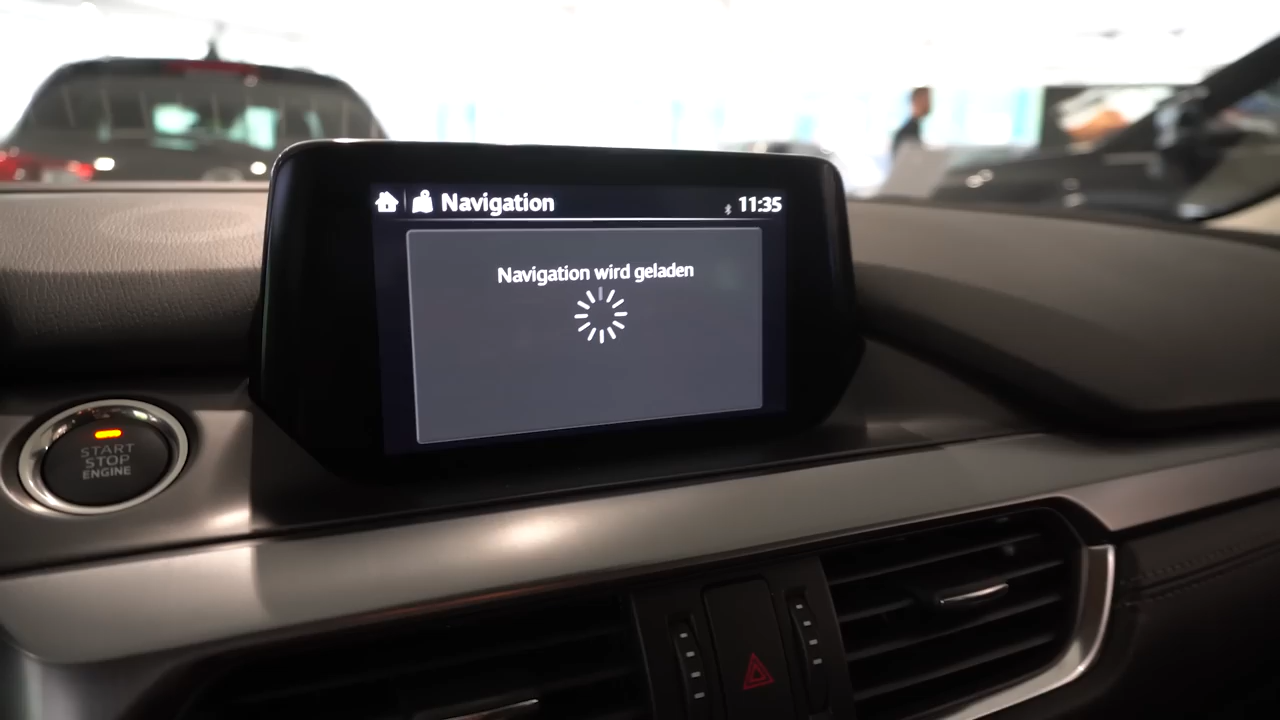 Navigation
11:35
Navigation wird geladen
START
STOP
ENGINE